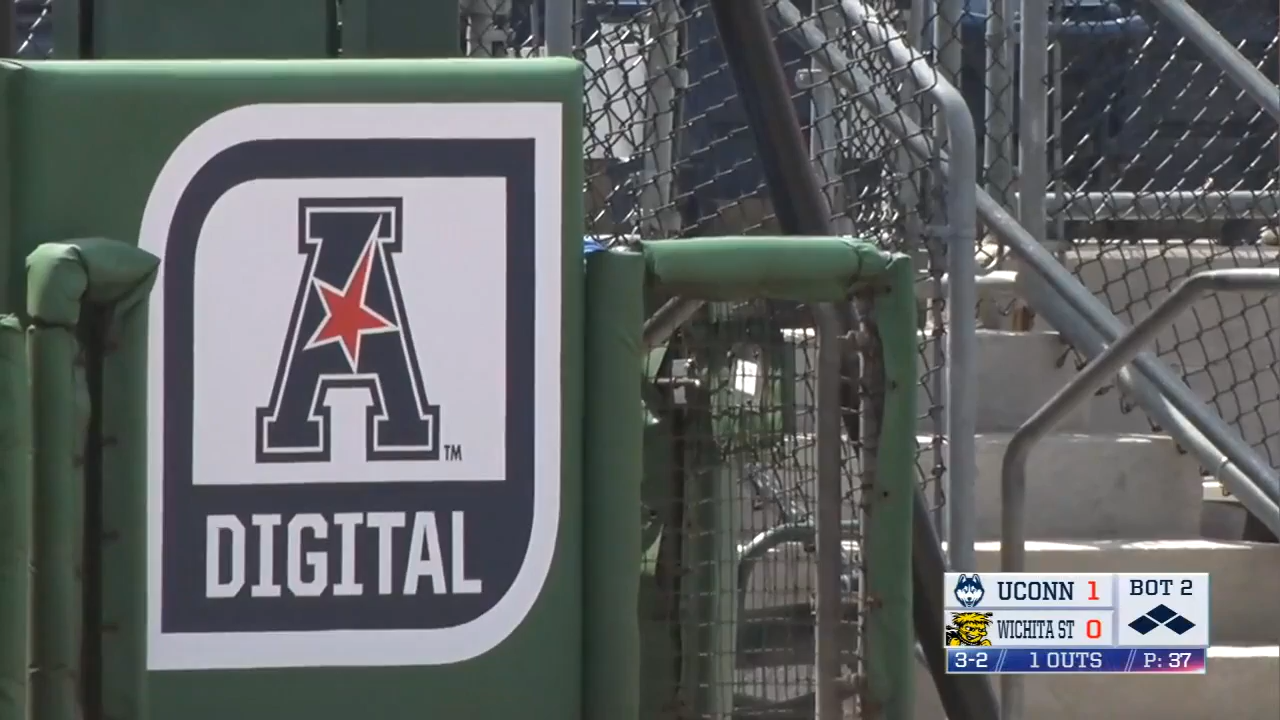 A
TM
DIGITAL
UCONN 1
WICHITA ST 0
BOT 2
3-2 1 OUTS P: 37